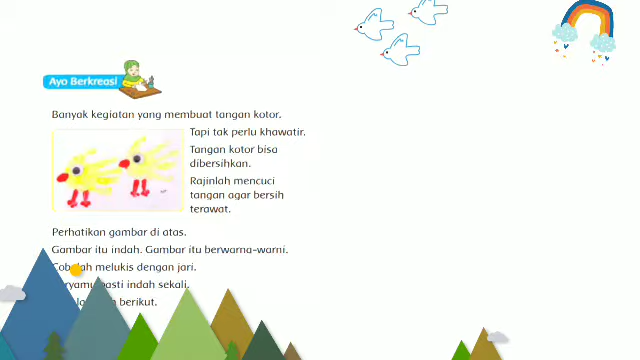 Ayo Berkreasi
Banyak kegiatan yang membuat tangan kotor.
Tapi tak perlu khawatir.
Tangan kotor bisa
dibersihkan.
Rajinlah mencuci
tangan agar bersih
terawat.
Perhatikan gambar di atas.
Gambar itu indah. Gambar itu berwarna-warni.
melukis dengan jari.
pasti indah sekali.
berikut.